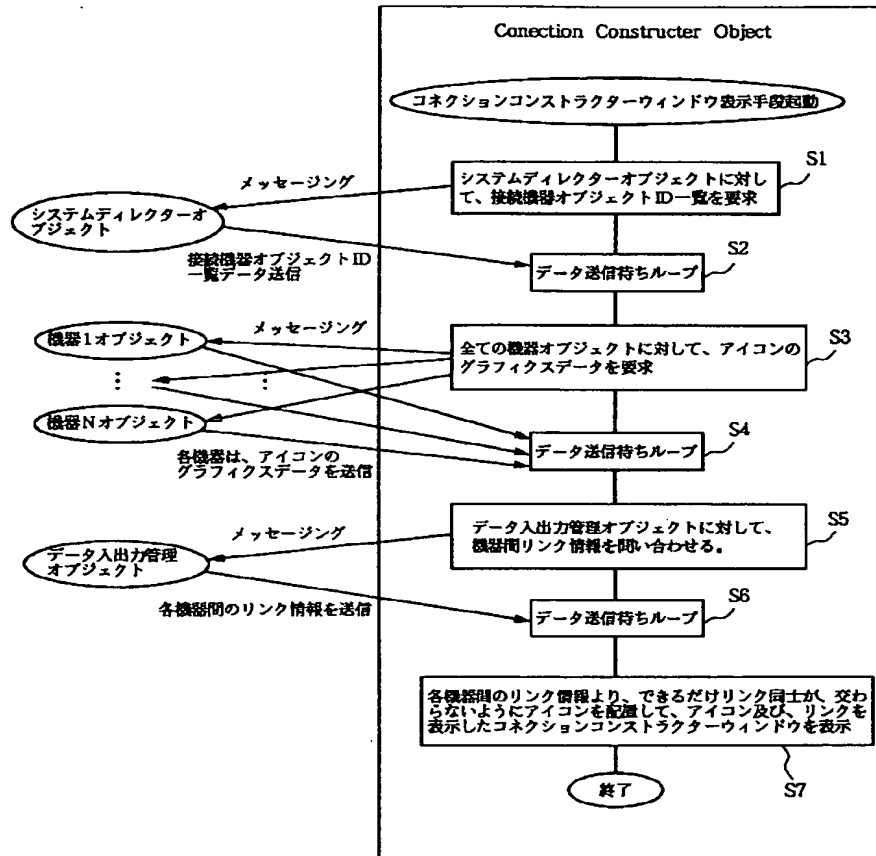 Conection Constructer Object
コネクションコンストラクターウィンドウ表示手段起動
S1
メッセージング
システムディレクターオブジェクトに対し
て、接続機器オブジェクトID一覧を要求
システムディレクターオ
ブジェクト
S2
接続機器オブジェクトID
一覧データ送信
データ送信待ちループ
メッセージング
機器1オブジェクト
S3
全ての機器オブジェクトに対して、アイコンの
グラフィクスデータを要求
機器Nオブジェクト
S4
データ送信待ちループ
各機器は、アイコンの
グラフィクスデータを送信
メッセージング
S5
データ入出力管理オブジェクトに対して、
機器間リンク情報を問い合わせる。
データ入出力管理
オブジェクト
S6
各機器間のリンク情報を送信
データ送信待ちループ
各機器間のリンク情報より、できるだけリンク同士が、交わ
らないようにアイコンを配置して、アイコン及び、リンクを
表示したコネクションコンストラクターウィンドウを表示
S7
終了